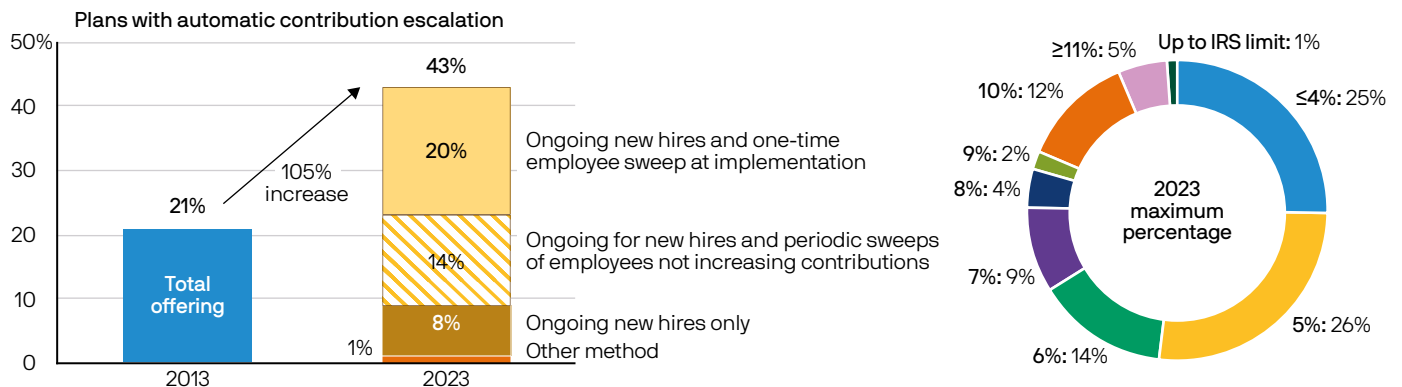 Plans with automatic contribution escalation
50%
40
30
20
10
0
21%
Total
offering
2013
105%
increase
43%
20%
14%
8%
1%
2023
Ongoing new hires and one-time
employee sweep at implementation
Ongoing for new hires and periodic sweeps
of employees not increasing contributions
Ongoing new hires only
Other method
≥11%: 5%
Up to IRS limit: 1%
10%: 12%
≤4%: 25%
9%: 2%
8%: 4%
2023
maximum
percentage
7%: 9%
5%: 26%
6%: 14%